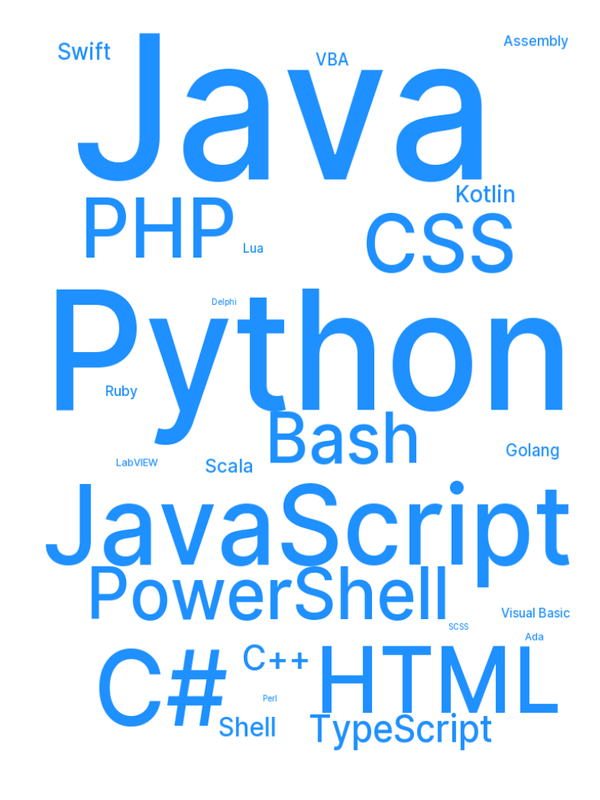 Swift
Java
VBA
Assembly
Kotlin
PHP
CSS
Lua
Python
Delphi
Ruby
Bash
Golang
LabVIEW
Scala
JavaScript
PowerShell
Visual Basic
SCSS
Ada
C#
C++
HTML
Perl
Shell
TypeScript